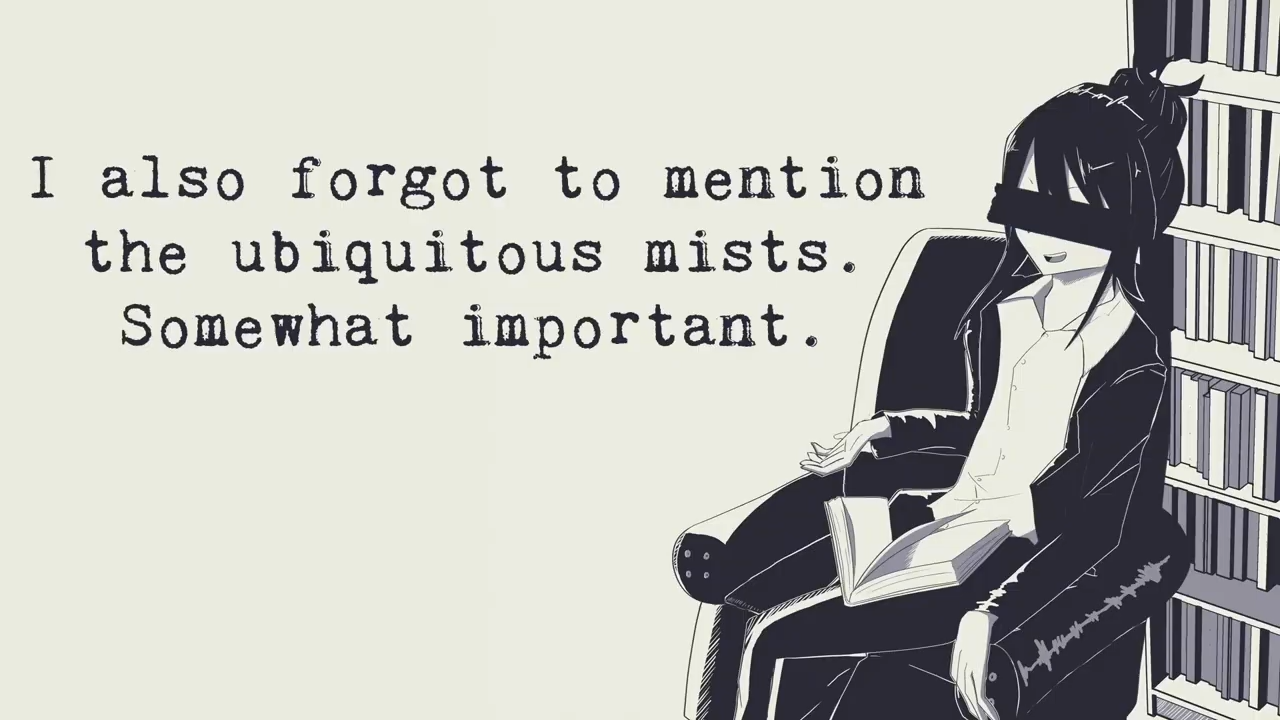 I also forgot to mention
the ubiquitous mists.
Somewhat important.